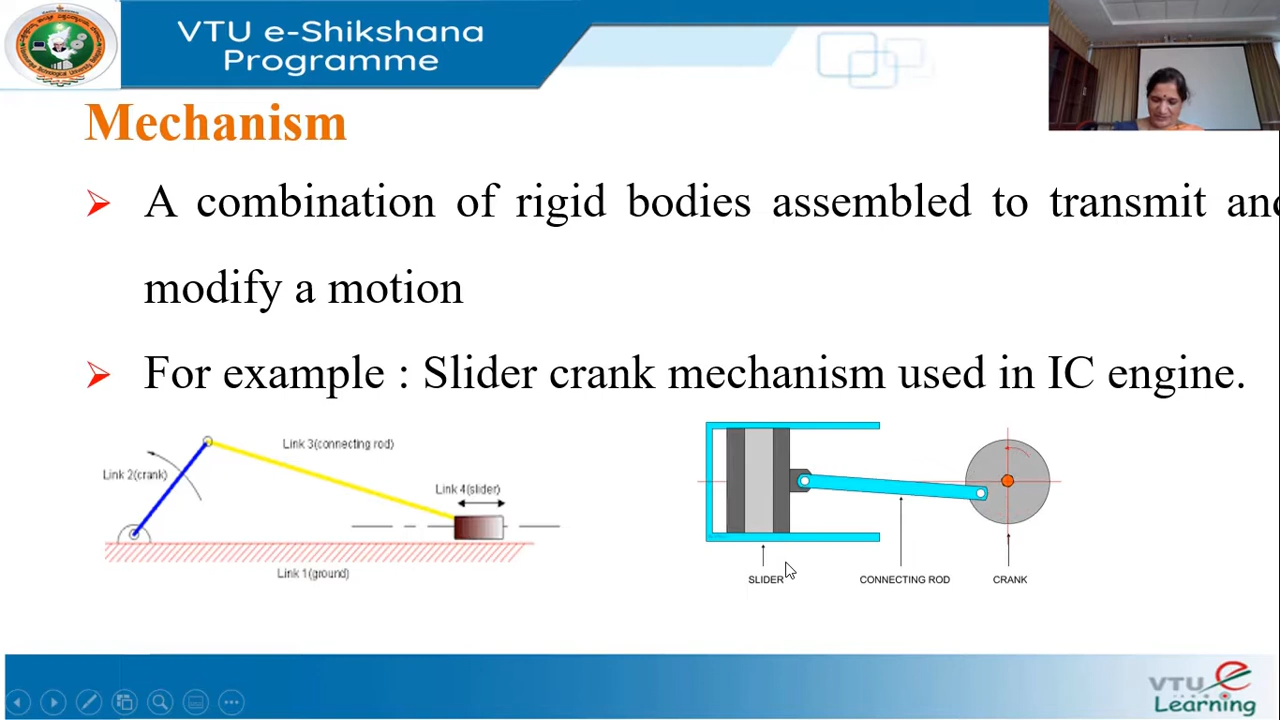 VTU e-Shikshana
Programme
Mechanism
A combination of rigid bodies assembled to transmit and
modify a motion
For example : Slider crank mechanism used in IC engine.
Link 3(connecting rod)
Link 2(crank)
Link 4(slider)
Link 1(ground)
SLIDER
CONNECTING ROD
CRANK
VTU e
Learning